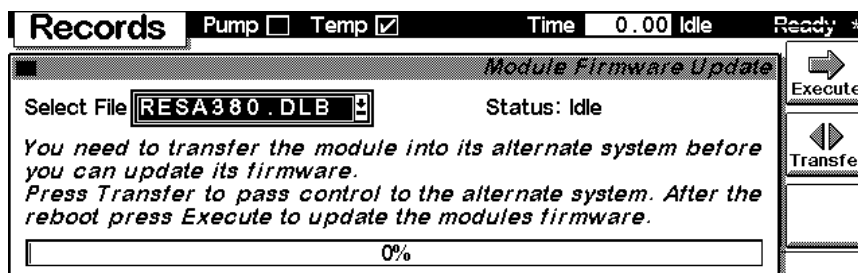 Records Pump Temp Time 0.00 Idle Ready *
Module Firmware Update
Execute
Select File RESA380.DLB Status: Idle
Transfe
You need to transfer the module into its alternate system before
you can update its firmware.
Press Transfer to pass control to the alternate system. After the
reboot press Execute to update the modules firmware.
0%